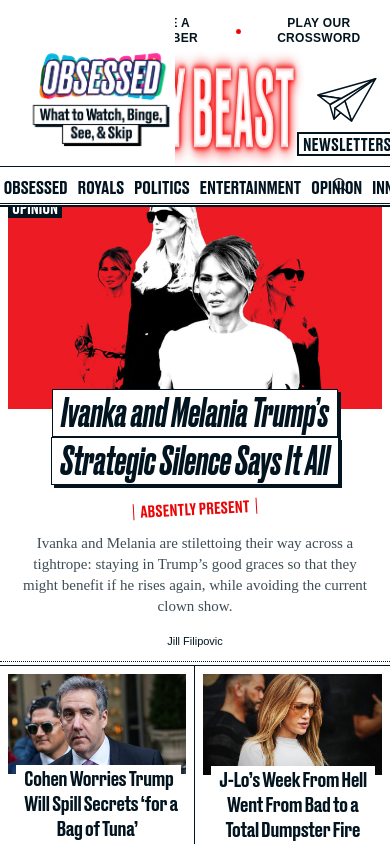 E A
BER
PLAY OUR
CROSSWORD
OBSESSED
What to Watch, Binge,
See, & Skip
Y BEAST
NEWSLETTERS
OBSESSED ROYALS POLITICS ENTERTAINMENT OPINION INN
OPINION
Ivanka and Melania Trump’s
Strategic Silence Says It All
ABSENTLY PRESENT
Ivanka and Melania are stilettoing their way across a
tightrope: staying in Trump’s good graces so that they
might benefit if he rises again, while avoiding the current
clown show.
Jill Filipovic
Cohen Worries Trump
Will Spill Secrets ‘for a
Bag of Tuna’
J-Lo’s Week From Hell
Went From Bad to a
Total Dumpster Fire